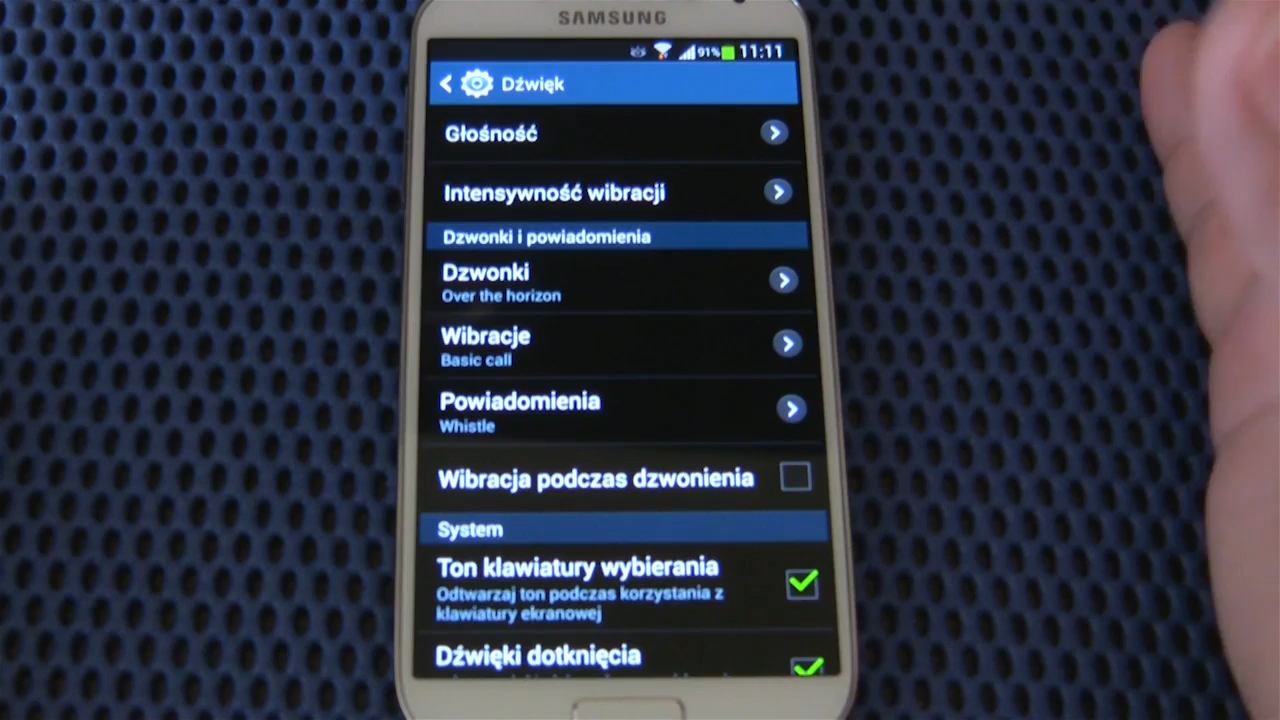 SAMSUNG
91% 11:11
Dźwięk
Głośność
Intensywność wibracji
Dzwonki i powiadomienia
Dzwonki
Over the horizon
Wibracje
Basic call
Powiadomienia
Whistle
Wibracja podczas dzwonienia
System
Ton klawiatury wybierania
Odtwarzaj ton podczas korzystania z
klawiatury ekranowej
Dźwięki dotknięcia